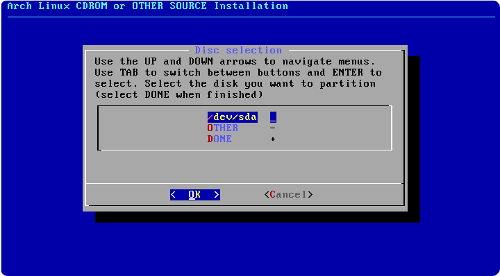 Arch Linux CDROM or OTHER SOURCE Installation
Disc selection
Use the UP and DOWN arrows to navigate menus.
Use TAB to switch between buttons and ENTER to
select. Select the disk you want to partition
(select DONE when finished)
/dev/sda _
OTHER -
DONE +
< OK > <Cancel>